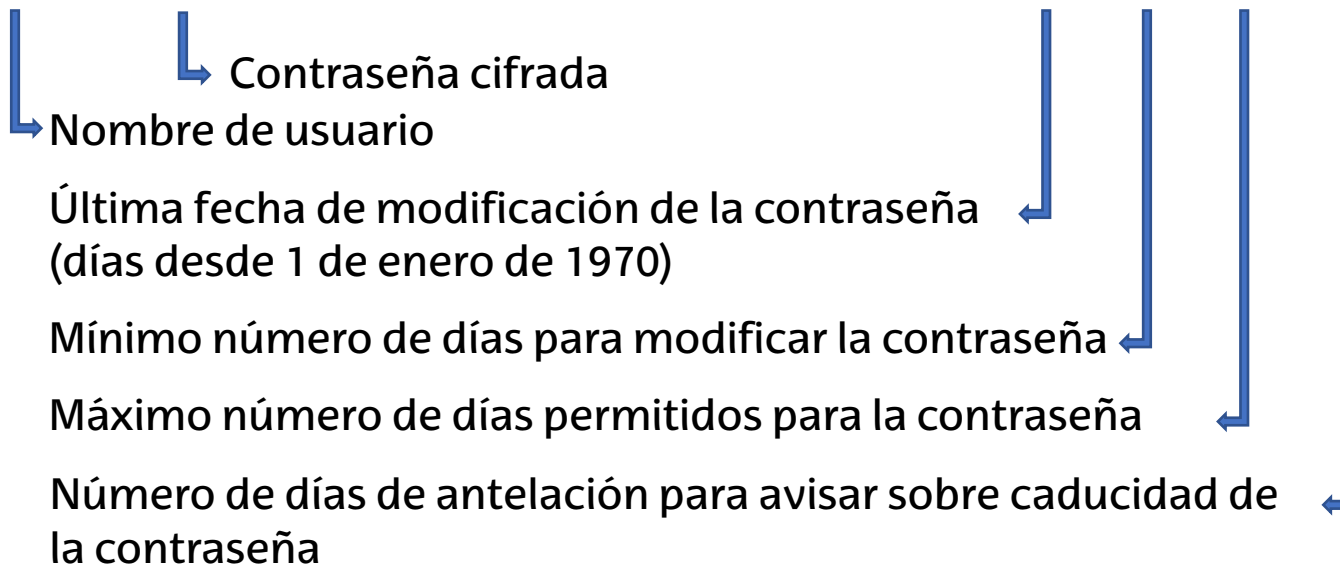 Contraseña cifrada
Nombre de usuario
Última fecha de modificación de la contraseña
(días desde 1 de enero de 1970)
Mínimo número de días para modificar la contraseña
Máximo número de días permitidos para la contraseña
Número de días de antelación para avisar sobre caducidad de
la contraseña